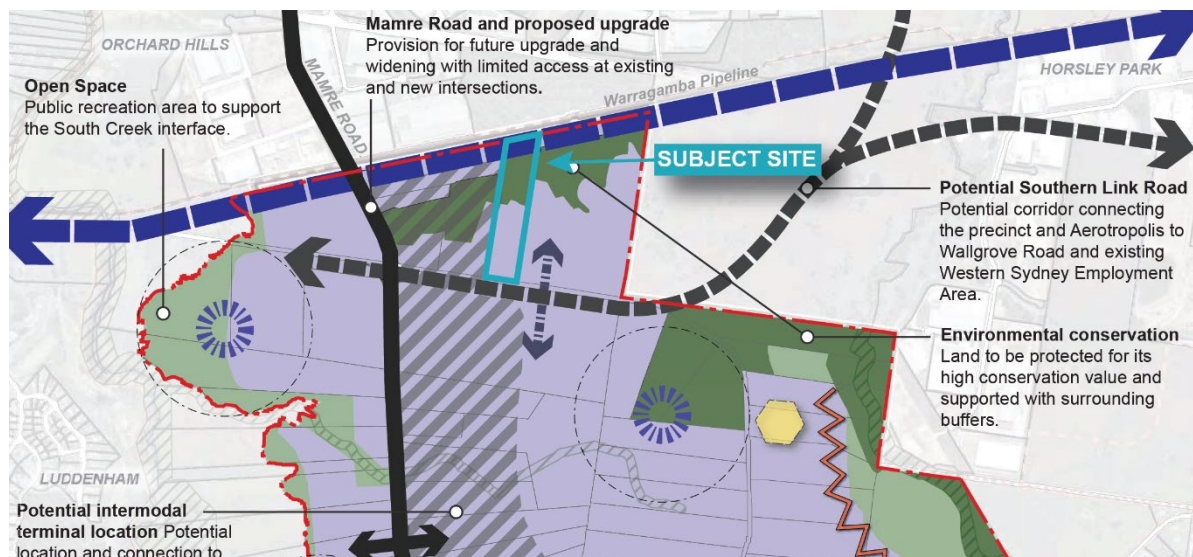 ORCHARD HILLS
Mamre Road and proposed upgrade
Provision for future upgrade and
widening with limited access at existing
and new intersections.
Open Space
Public recreation area to support
the South Creek interface.
MAMRE ROAD
Warragamba Pipeline
HORSLEY PARK
SUBJECT SITE
Potential Southern Link Road
Potential corridor connecting
the precinct and Aerotropolis to
Wallgrove Road and existing
Western Sydney Employment
Area.
Environmental conservation
Land to be protected for its
high conservation value and
supported with surrounding
buffers.
LUDDENHAM
Potential intermodal
terminal location Potential
location and connection to